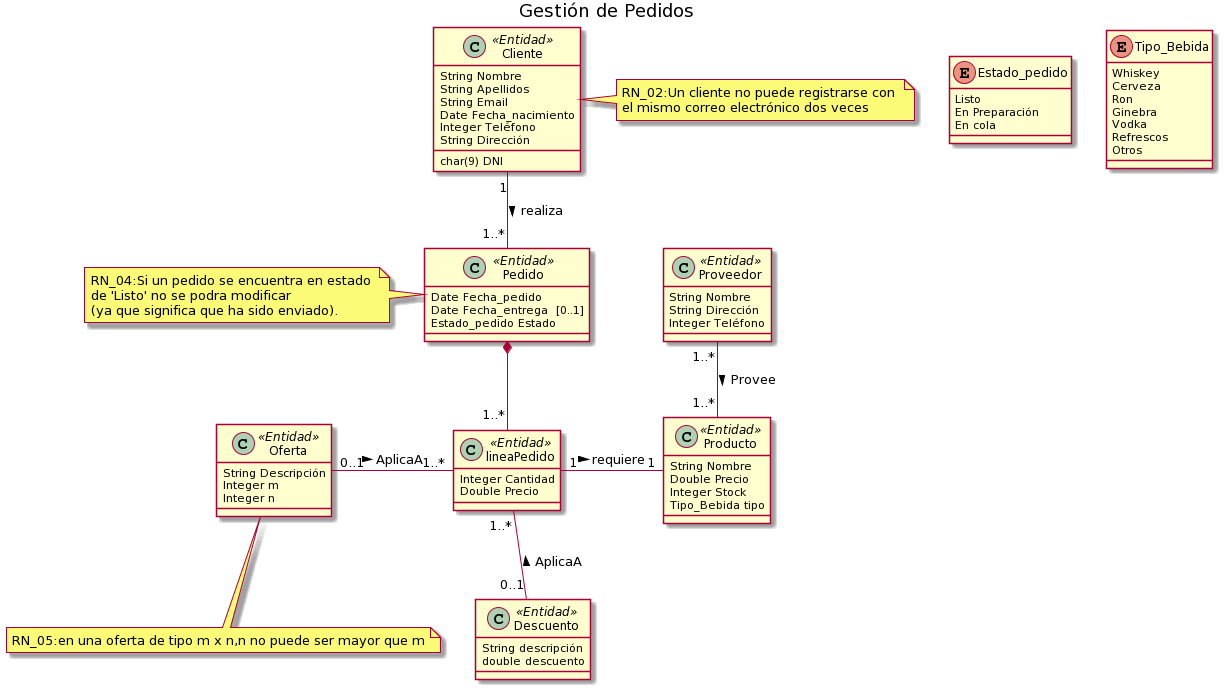 Gestión de Pedidos
«Entidad»
Cliente
String Nombre
String Apellidos
String Email
Date Fecha_nacimiento
Integer Teléfono
String Dirección
char(9) DNI
RN_02:Un cliente no puede registrarse con
el mismo correo electrónico dos veces
Estado_pedido
Listo
En Preparación
En cola
Tipo_Bebida
Whiskey
Cerveza
Ron
Ginebra
Vodka
Refrescos
Otros
1
realiza
1..*
RN_04:Si un pedido se encuentra en estado
de 'Listo' no se podra modificar
(ya que significa que ha sido enviado).
«Entidad»
Pedido
Date Fecha_pedido
Date Fecha_entrega [0..1]
Estado_pedido Estado
«Entidad»
Proveedor
String Nombre
String Dirección
Integer Teléfono
1..*
Provee
1..*
1..*
«Entidad»
Oferta
String Descripción
Integer m
Integer n
0..1 AplicaA 1..*
«Entidad»
lineaPedido
Integer Cantidad
Double Precio
1 requiere 1
«Entidad»
Producto
String Nombre
Double Precio
Integer Stock
Tipo_Bebida tipo
1..*
AplicaA
0..1
«Entidad»
Descuento
String descripción
double descuento
RN_05:en una oferta de tipo m x n,n no puede ser mayor que m